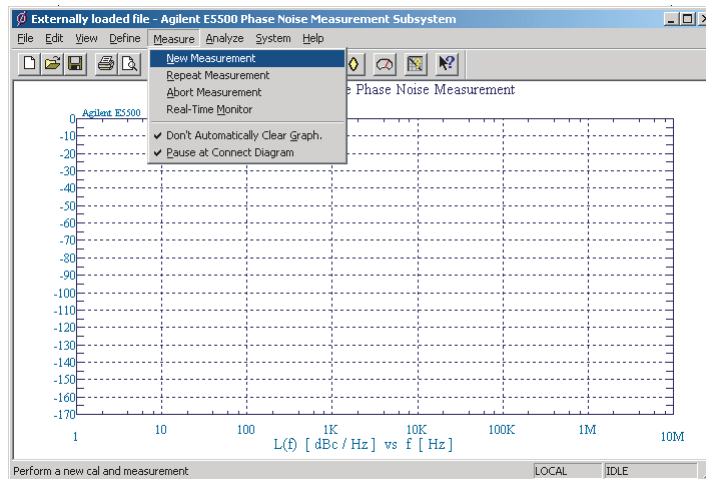 Externally loaded file - Agilent E5500 Phase Noise Measurement Subsystem
File Edit View Define Measure Analyze System Help
New Measurement
Repeat Measurement
Abort Measurement
Real-Time Monitor
Don't Automatically Clear Graph.
Pause at Connect Diagram
Phase Noise Measurement
Agilent E5500
0
-10
-20
-30
-40
-50
-60
-70
-80
-90
-100
-110
-120
-130
-140
-150
-160
-170
1 10 100 1K 10K 100K 1M 10M
L(f) [ dBc / Hz ] vs f [ Hz ]
Perform a new cal and measurement LOCAL IDLE